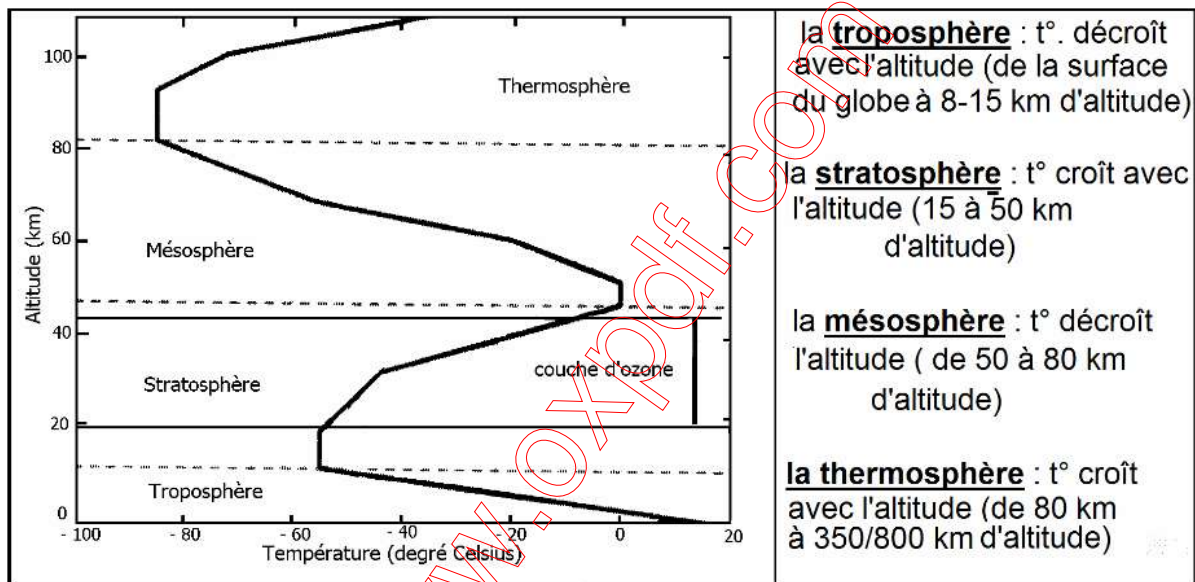 100
80
60
40
20
0
Altitude (km)
Thermosphère
Mésosphère
Stratosphère
couche d'ozone
Troposphère
- 100
- 80
- 60
- 40
- 20
0
20
Température (degré Celsius)
la troposphère : t°. décroît
avec l'altitude (de la surface
du globe à 8-15 km d'altitude)
la stratosphère : t° croît avec
l'altitude (15 à 50 km
d'altitude)
la mésosphère : t° décroît
l'altitude ( de 50 à 80 km
d'altitude)
la thermosphère : t° croît
avec l'altitude (de 80 km
à 350/800 km d'altitude)
www.oxpdf.com